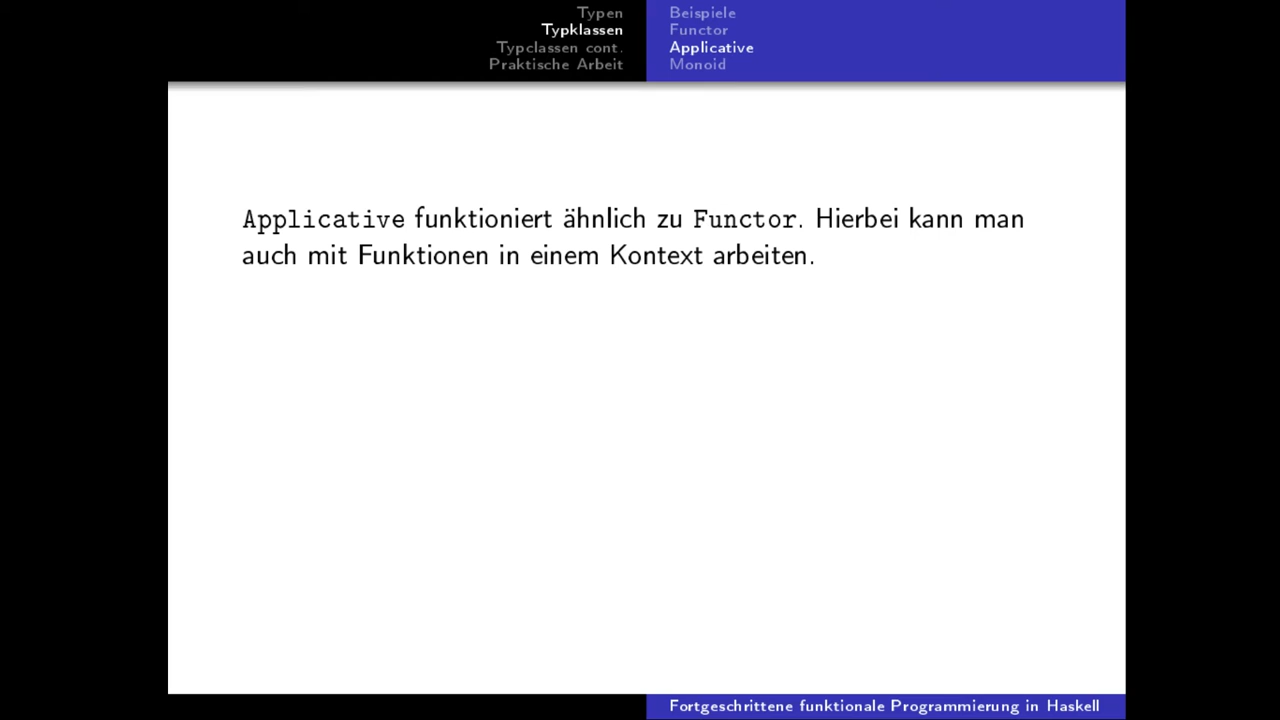 Typen
Typklassen
Typclassen cont.
Praktische Arbeit
Beispiele
Functor
Applicative
Monoid
Applicative funktioniert ähnlich zu Functor. Hierbei kann man
auch mit Funktionen in einem Kontext arbeiten.
Fortgeschrittene funktionale Programmierung in Haskell